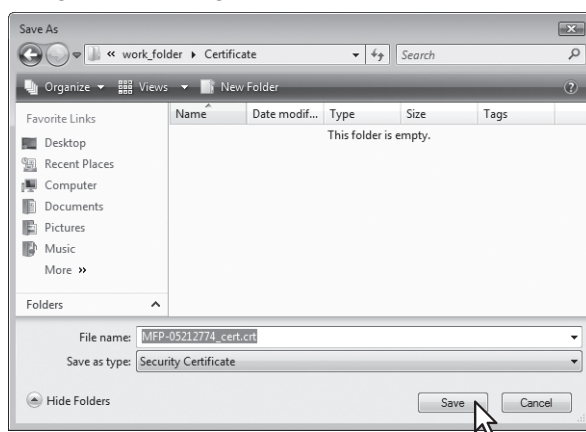 Save As
« work_folder Certificate Search
Organize Views New Folder
Favorite Links
Name Date modif... Type Size Tags
This folder is empty.
Desktop
Recent Places
Computer
Documents
Pictures
Music
More »
Folders
File name: MFP-05212774_cert.crt
Save as type: Security Certificate
Hide Folders Save Cancel